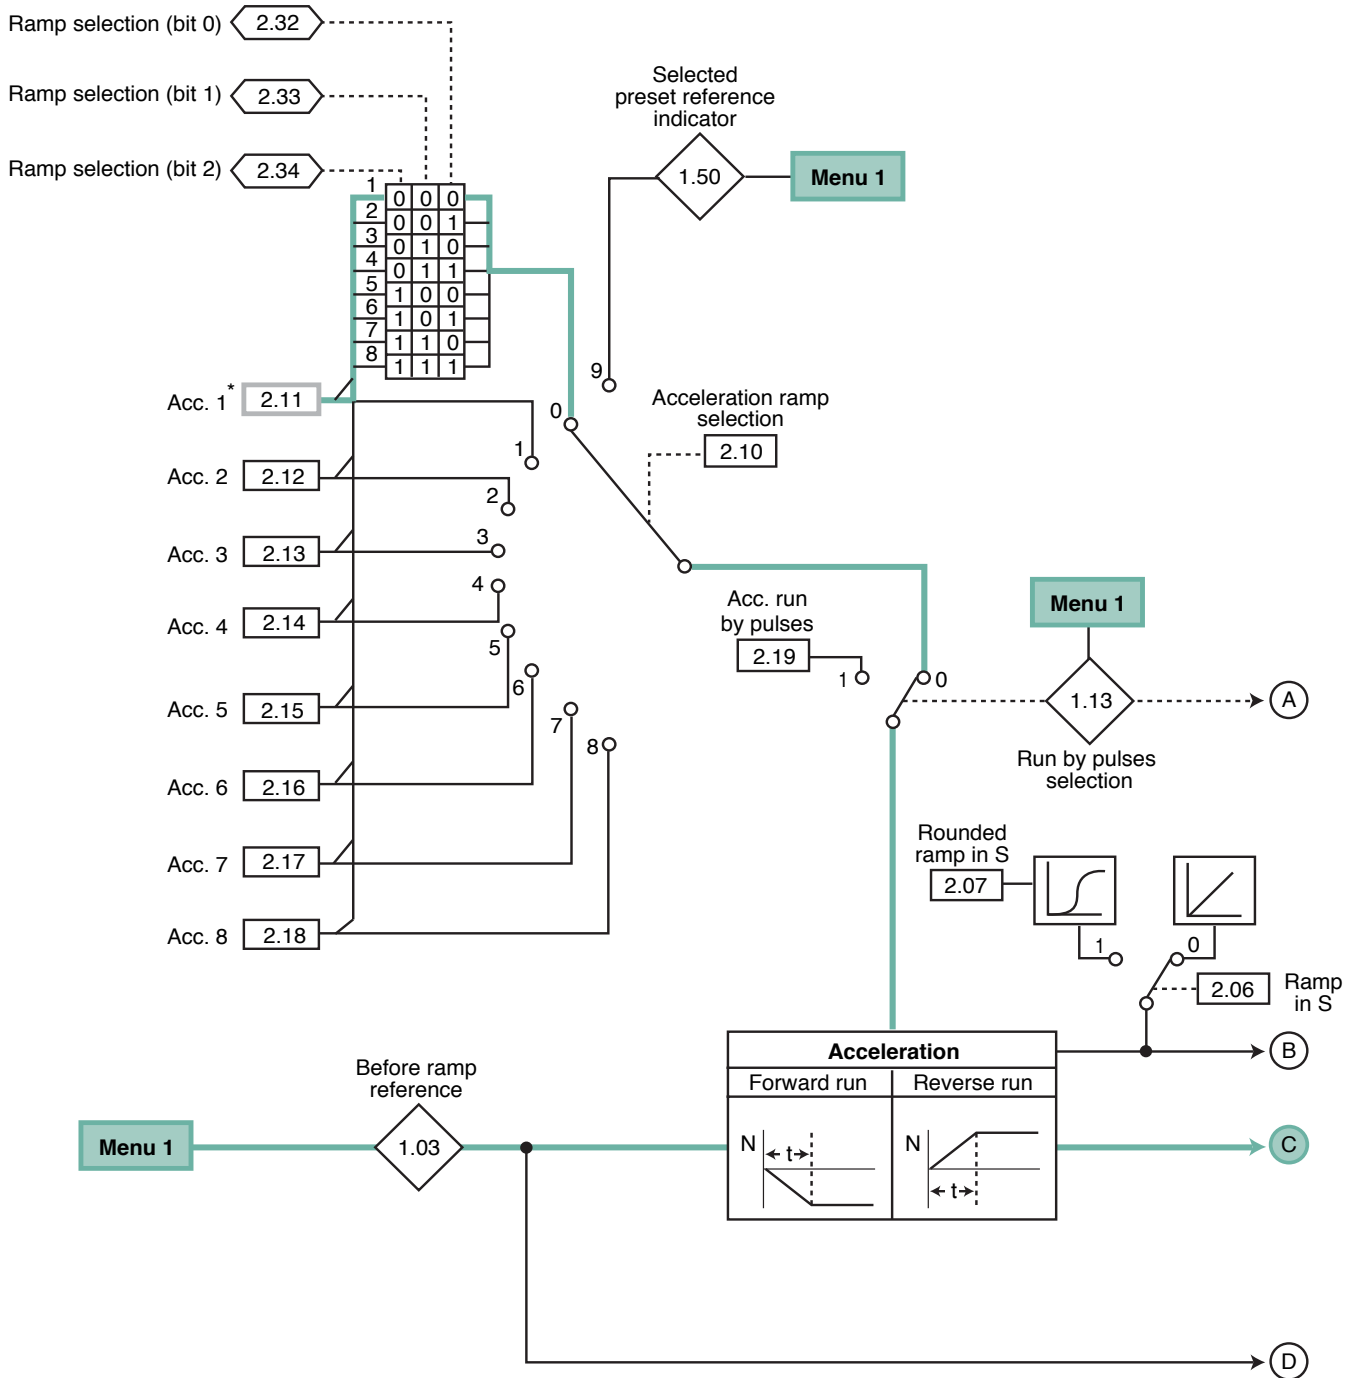 Ramp selection (bit 0)
2.32
Ramp selection (bit 1)
2.33
Ramp selection (bit 2)
2.34
1 0 0 0
2 0 0 1
3 0 1 0
4 0 1 1
5 1 0 0
6 1 0 1
7 1 1 0
8 1 1 1
Selected
preset reference
indicator
1.50
Menu 1
9
0
Acceleration ramp
selection
2.10
Acc. 1*
2.11
1
Acc. 2
2.12
2
Acc. 3
2.13
3
Acc. 4
2.14
4
Acc. 5
2.15
5
Acc. 6
2.16
6
Acc. 7
2.17
7
Acc. 8
2.18
8
Acc. run
by pulses
2.19
1
0
Menu 1
1.13
Run by pulses
selection
A
Rounded
ramp in S
2.07
1
0
2.06
Ramp
in S
B
Before ramp
reference
Menu 1
1.03
Acceleration
Forward run
Reverse run
N
t
N
t
C
D